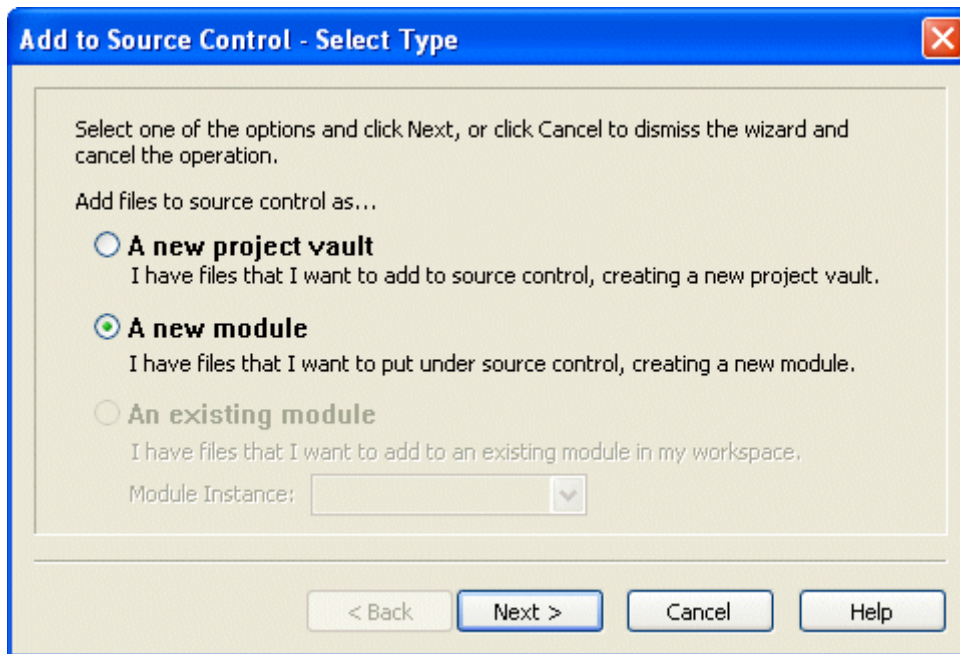 Add to Source Control - Select Type
Select one of the options and click Next, or click Cancel to dismiss the wizard and
cancel the operation.
Add files to source control as...
A new project vault
I have files that I want to add to source control, creating a new project vault.
A new module
I have files that I want to put under source control, creating a new module.
An existing module
I have files that I want to add to an existing module in my workspace.
Module Instance:
< Back Next > Cancel Help